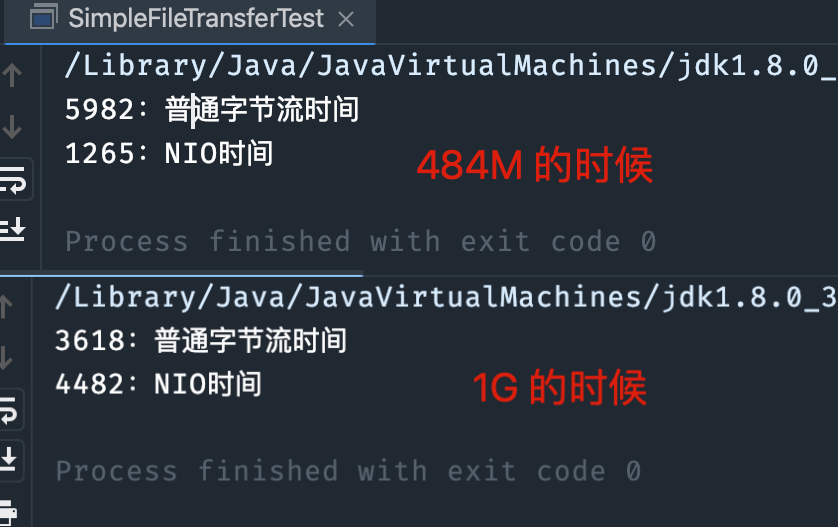 SimpleFileTransferTest
/Library/Java/JavaVirtualMachines/jdk1.8.0_
5982：普通字节流时间
1265：NIO时间
484M 的时候
Process finished with exit code 0
/Library/Java/JavaVirtualMachines/jdk1.8.0_3
3618：普通字节流时间
4482：NIO时间
1G 的时候
Process finished with exit code 0